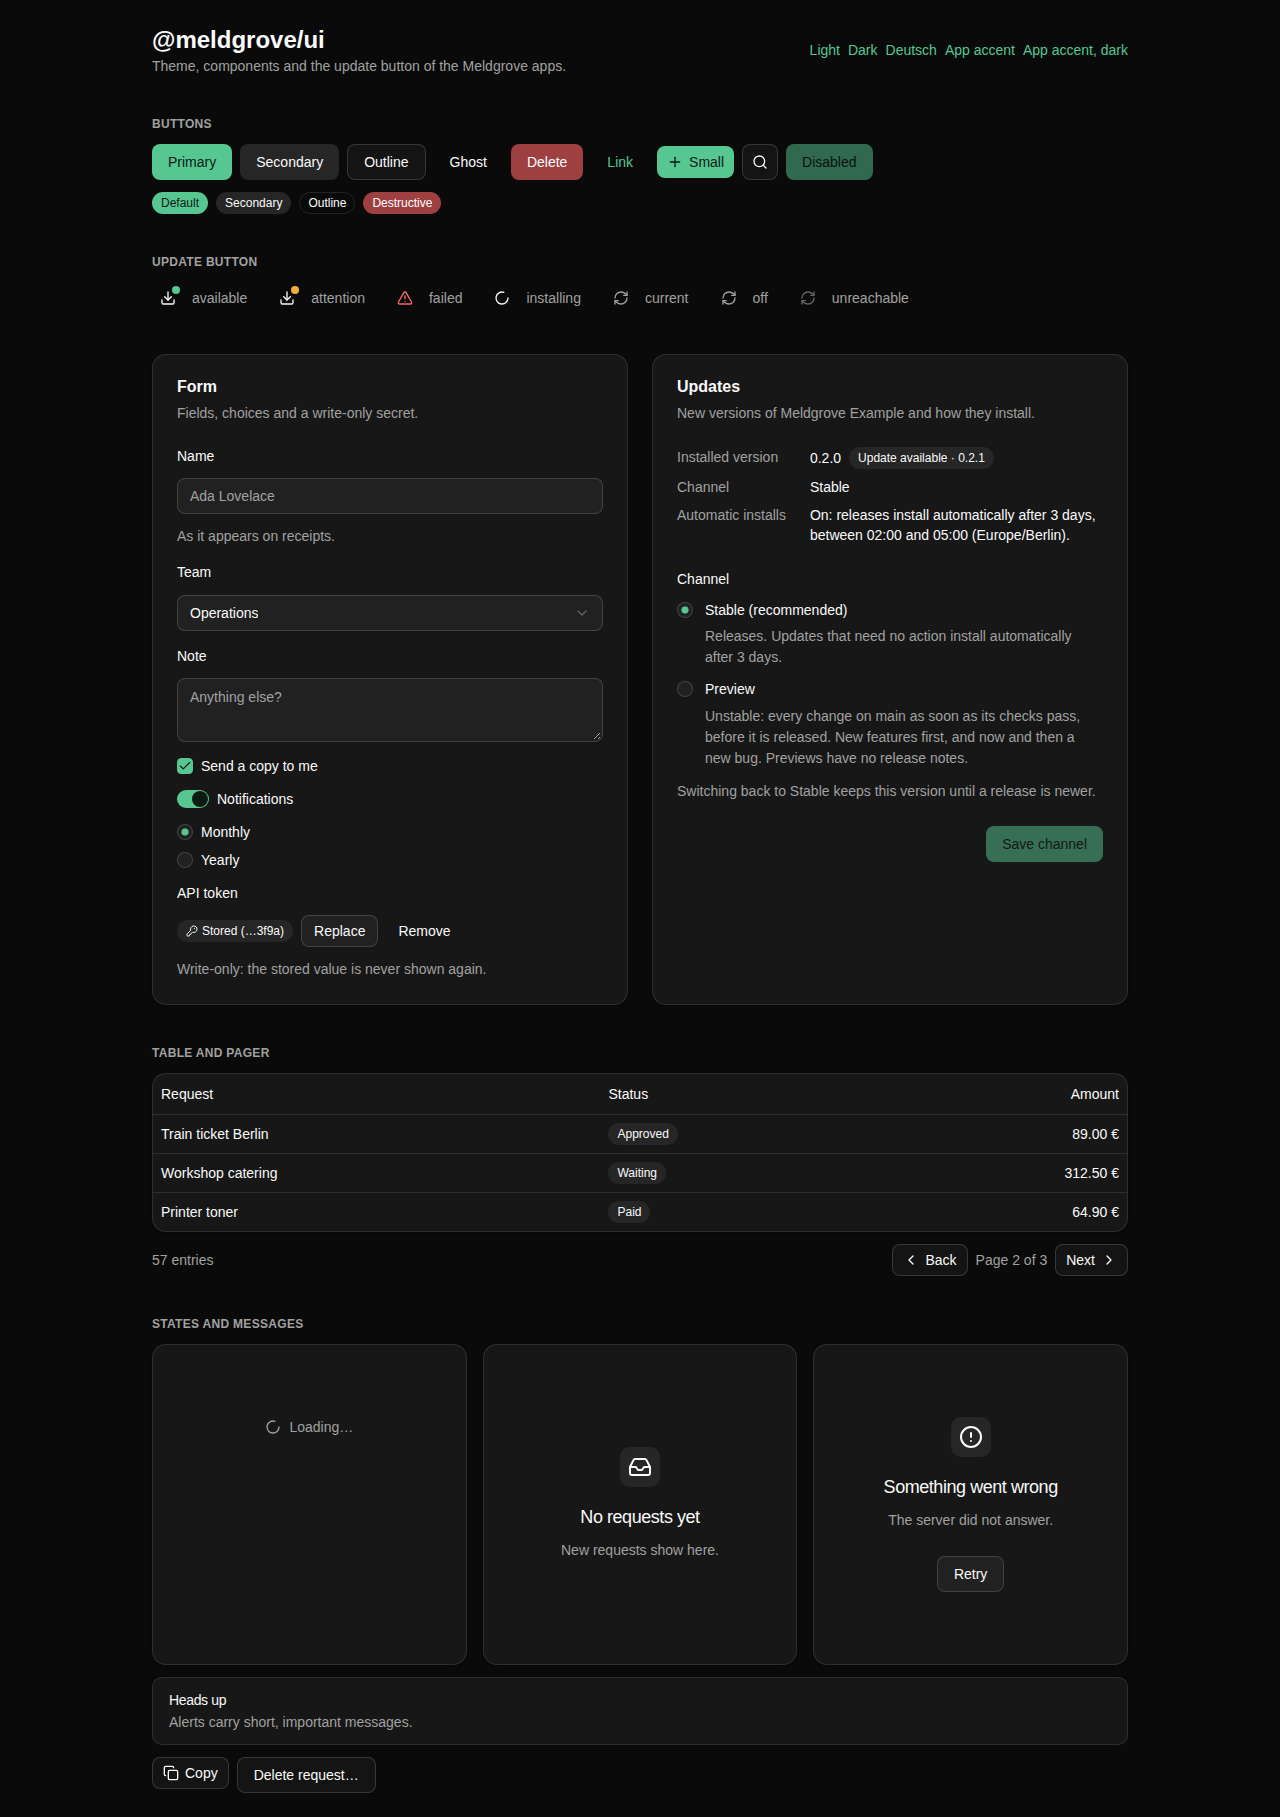 @meldgrove/ui
Theme, components and the update button of the Meldgrove apps.
Light Dark Deutsch App accent App accent, dark
BUTTONS
Primary Secondary Outline Ghost Delete Link Small Disabled
Default Secondary Outline Destructive
UPDATE BUTTON
available attention failed installing current off unreachable
Form
Fields, choices and a write-only secret.
Name
Ada Lovelace
As it appears on receipts.
Team
Operations
Note
Anything else?
Send a copy to me
Notifications
Monthly
Yearly
API token
Stored (…3f9a) Replace Remove
Write-only: the stored value is never shown again.
Updates
New versions of Meldgrove Example and how they install.
Installed version 0.2.0 Update available · 0.2.1
Channel Stable
Automatic installs On: releases install automatically after 3 days,
between 02:00 and 05:00 (Europe/Berlin).
Channel
Stable (recommended)
Releases. Updates that need no action install automatically
after 3 days.
Preview
Unstable: every change on main as soon as its checks pass,
before it is released. New features first, and now and then a
new bug. Previews have no release notes.
Switching back to Stable keeps this version until a release is newer.
Save channel
TABLE AND PAGER
Request Status Amount
Train ticket Berlin Approved 89.00 €
Workshop catering Waiting 312.50 €
Printer toner Paid 64.90 €
57 entries Back Page 2 of 3 Next
STATES AND MESSAGES
Loading…
No requests yet
New requests show here.
Something went wrong
The server did not answer.
Retry
Heads up
Alerts carry short, important messages.
Copy Delete request…